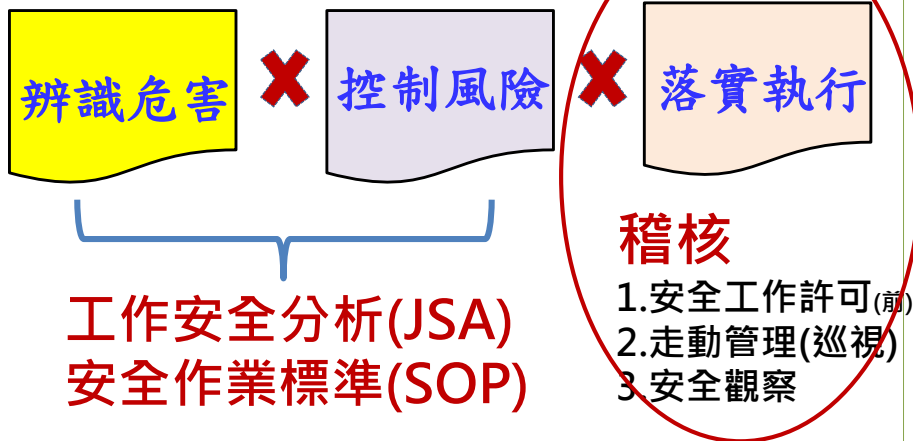 辨識危害
控制風險
落實執行
工作安全分析(JSA)
安全作業標準(SOP)
稽核
1.安全工作許可(前)
2.走動管理(巡視)
3.安全觀察